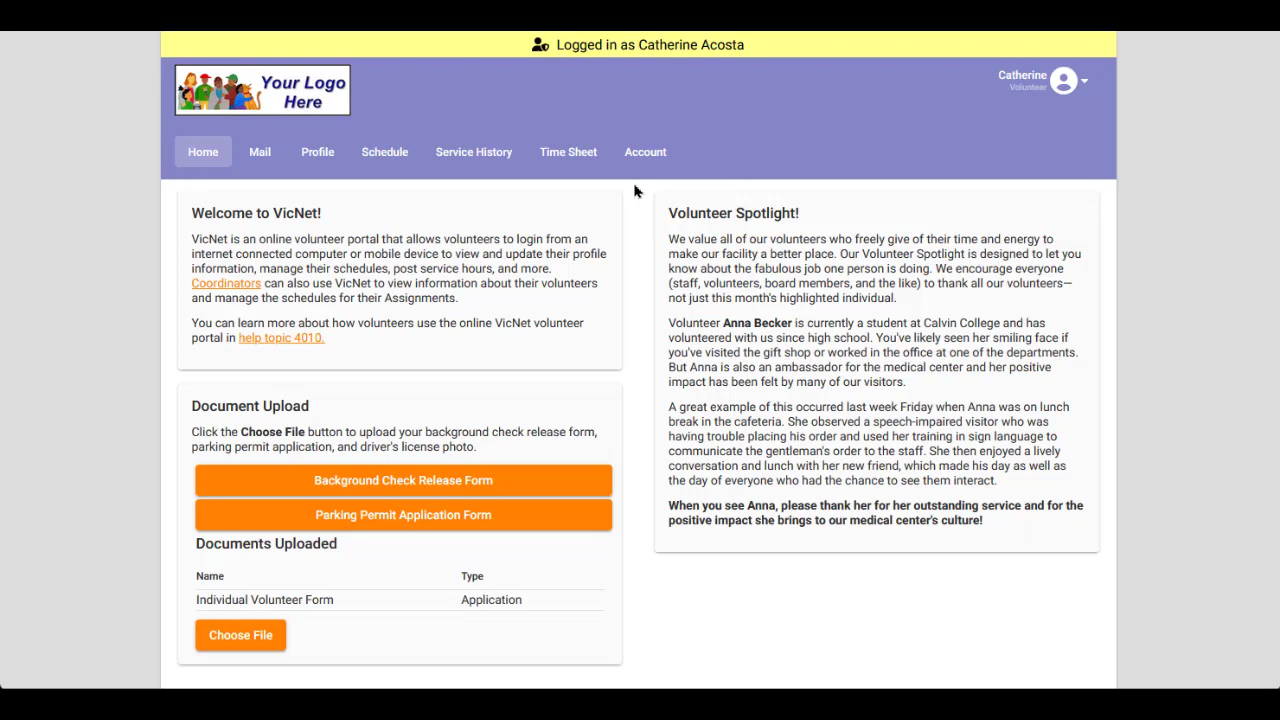 Logged in as Catherine Acosta
Your Logo
Here
Catherine
Volunteer
Home
Mail
Profile
Schedule
Service History
Time Sheet
Account
Welcome to VicNet!
VicNet is an online volunteer portal that allows volunteers to login from an
internet connected computer or mobile device to view and update their profile
information, manage their schedules, post service hours, and more.
Coordinators can also use VicNet to view information about their volunteers
and manage the schedules for their Assignments.
You can learn more about how volunteers use the online VicNet volunteer
portal in help topic 4010.
Document Upload
Click the Choose File button to upload your background check release form,
parking permit application, and driver's license photo.
Background Check Release Form
Parking Permit Application Form
Documents Uploaded
Name Type
Individual Volunteer Form Application
Choose File
Volunteer Spotlight!
We value all of our volunteers who freely give of their time and energy to
make our facility a better place. Our Volunteer Spotlight is designed to let you
know about the fabulous job one person is doing. We encourage everyone
(staff, volunteers, board members, and the like) to thank all our volunteers—
not just this month's highlighted individual.
Volunteer Anna Becker is currently a student at Calvin College and has
volunteered with us since high school. You've likely seen her smiling face if
you've visited the gift shop or worked in the office at one of the departments.
But Anna is also an ambassador for the medical center and her positive
impact has been felt by many of our visitors.
A great example of this occurred last week Friday when Anna was on lunch
break in the cafeteria. She observed a speech-impaired visitor who was
having trouble placing his order and used her training in sign language to
communicate the gentleman's order to the staff. She then enjoyed a lively
conversation and lunch with her new friend, which made his day as well as
the day of everyone who had the chance to see them interact.
When you see Anna, please thank her for her outstanding service and for the
positive impact she brings to our medical center's culture!